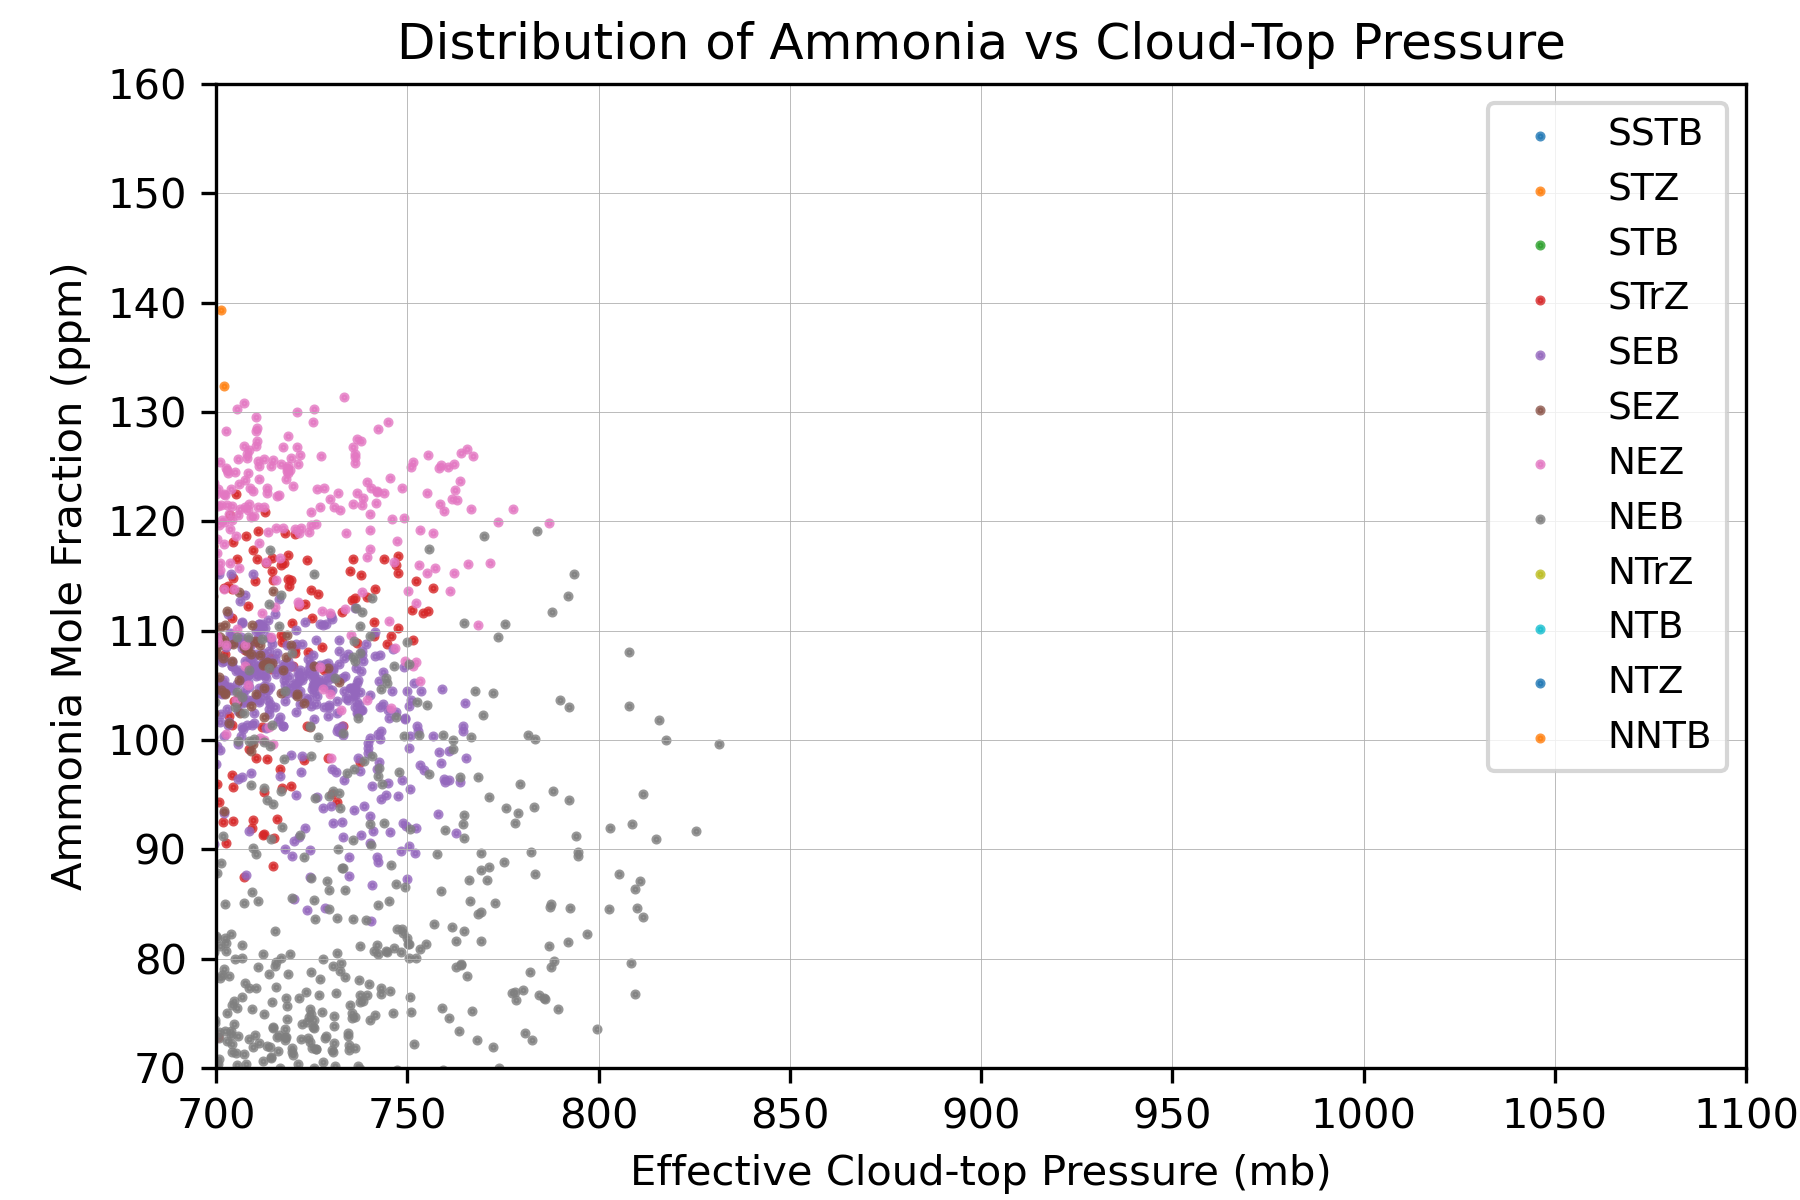 Distribution of Ammonia vs Cloud-Top Pressure
Ammonia Mole Fraction (ppm)
160
150
140
130
120
110
100
90
80
70
700 750 800 850 900 950 1000 1050 1100
Effective Cloud-top Pressure (mb)
SSTB
STZ
STB
STrZ
SEB
SEZ
NEZ
NEB
NTrZ
NTB
NTZ
NNTB